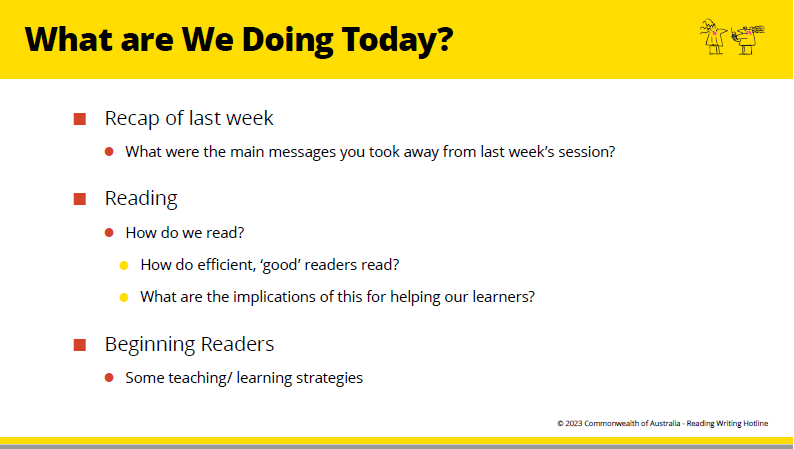 What are We Doing Today?
Recap of last week
What were the main messages you took away from last week's session?
Reading
How do we read?
How do efficient, ‘good’ readers read?
What are the implications of this for helping our learners?
Beginning Readers
Some teaching/ learning strategies
© 2023 Commonwealth of Australia - Reading Writing Hotline